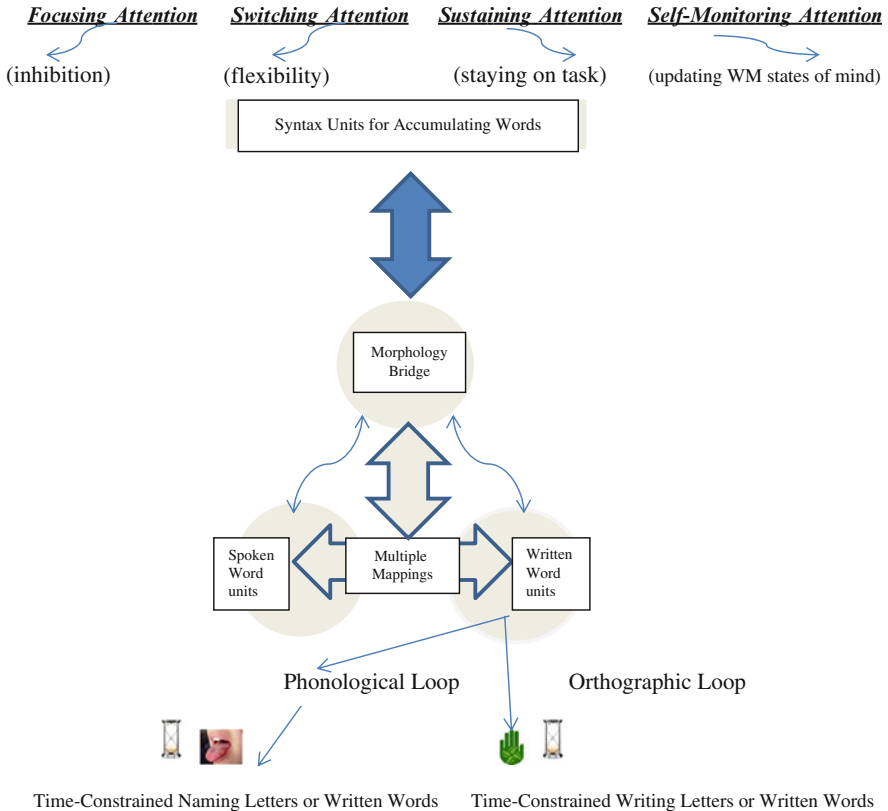 Focusing Attention Switching Attention Sustaining Attention Self-Monitoring Attention
(inhibition) (flexibility) (staying on task) (updating WM states of mind)
Syntax Units for Accumulating Words
Morphology
Bridge
Spoken
Word
units
Multiple
Mappings
Written
Word
units
Phonological Loop Orthographic Loop
Time-Constrained Naming Letters or Written Words Time-Constrained Writing Letters or Written Words